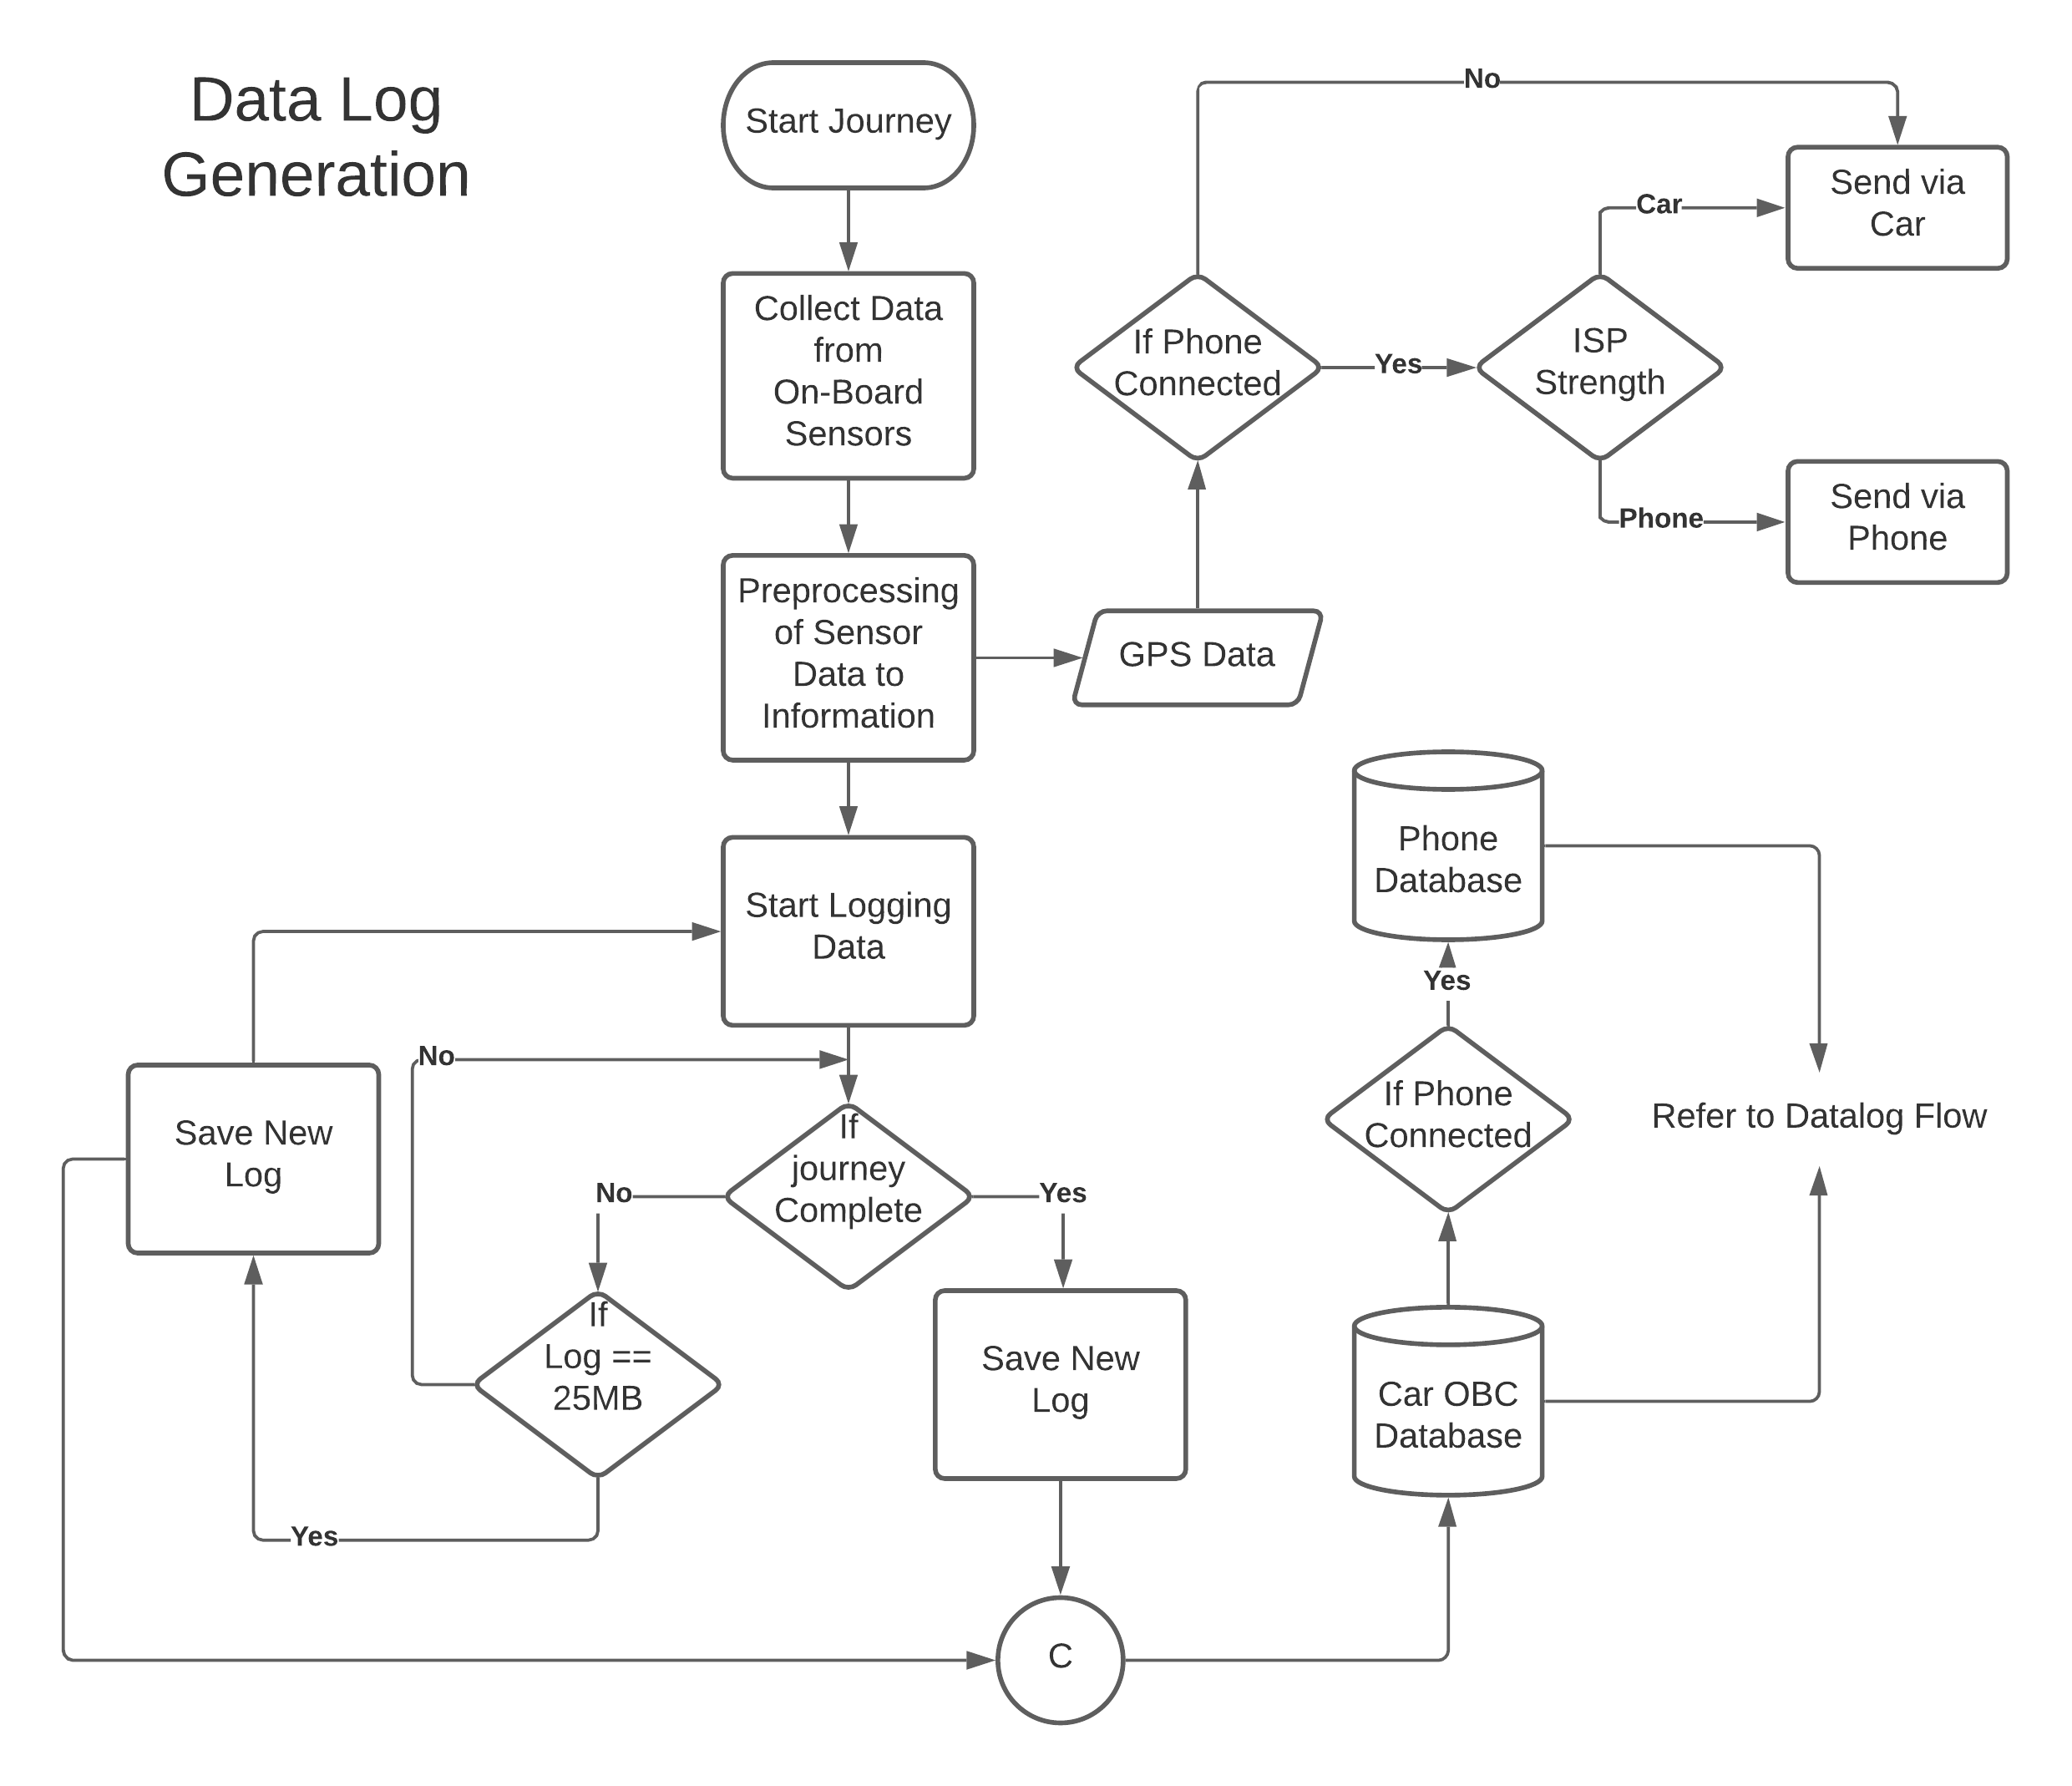 Data Log
Generation
Start Journey
Collect Data
from
On-Board
Sensors
Preprocessing
of Sensor
Data to
Information
GPS Data
If Phone
Connected
No
Yes
ISP
Strength
Car
Send via
Car
Phone
Send via
Phone
Start Logging
Data
If
journey
Complete
No
Yes
If
Log ==
25MB
No
Yes
Save New
Log
Save New
Log
C
Car OBC
Database
If Phone
Connected
Yes
Phone
Database
Refer to Datalog Flow